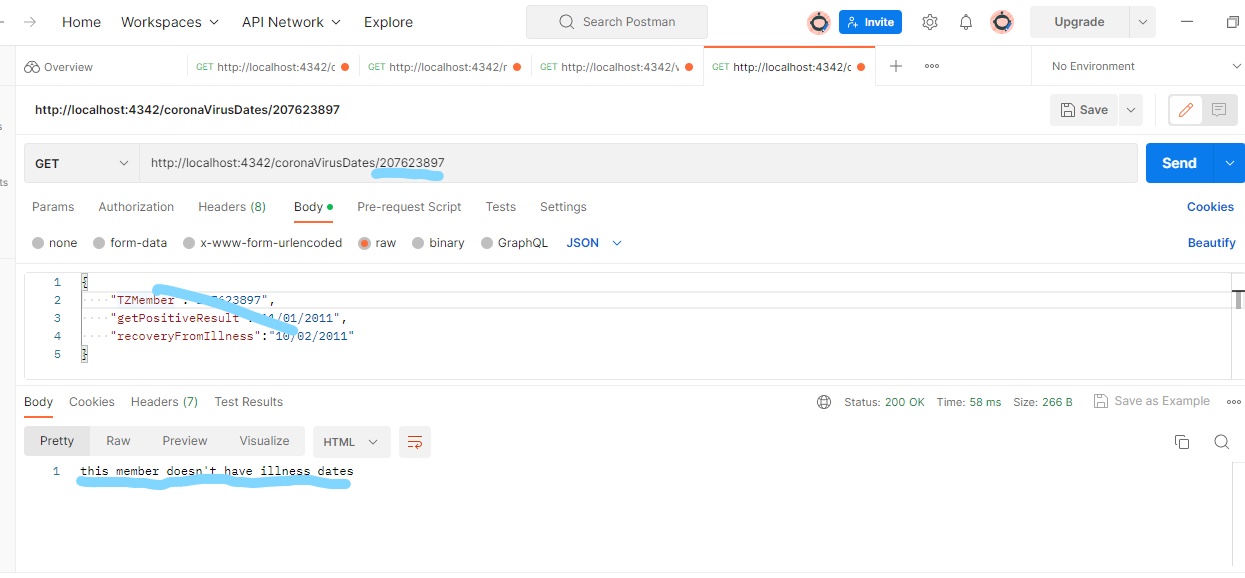 Home Workspaces API Network Explore Search Postman Invite Upgrade
Overview GET http://localhost:4342/c GET http://localhost:4342/r GET http://localhost:4342/v GET http://localhost:4342/c No Environment
http://localhost:4342/coronaVirusDates/207623897 Save
GET http://localhost:4342/coronaVirusDates/207623897 Send
ts
Params Authorization Headers (8) Body Pre-request Script Tests Settings Cookies
none form-data x-www-form-urlencoded raw binary GraphQL JSON Beautify
1 {
2 "TZMember : 623897",
3 "getPositiveResult /01/2011",
4 "recoveryFromIllness":"10/02/2011"
5 }
Body Cookies Headers (7) Test Results Status: 200 OK Time: 58 ms Size: 266 B Save as Example
Pretty Raw Preview Visualize HTML
1 this member doesn't have illness dates